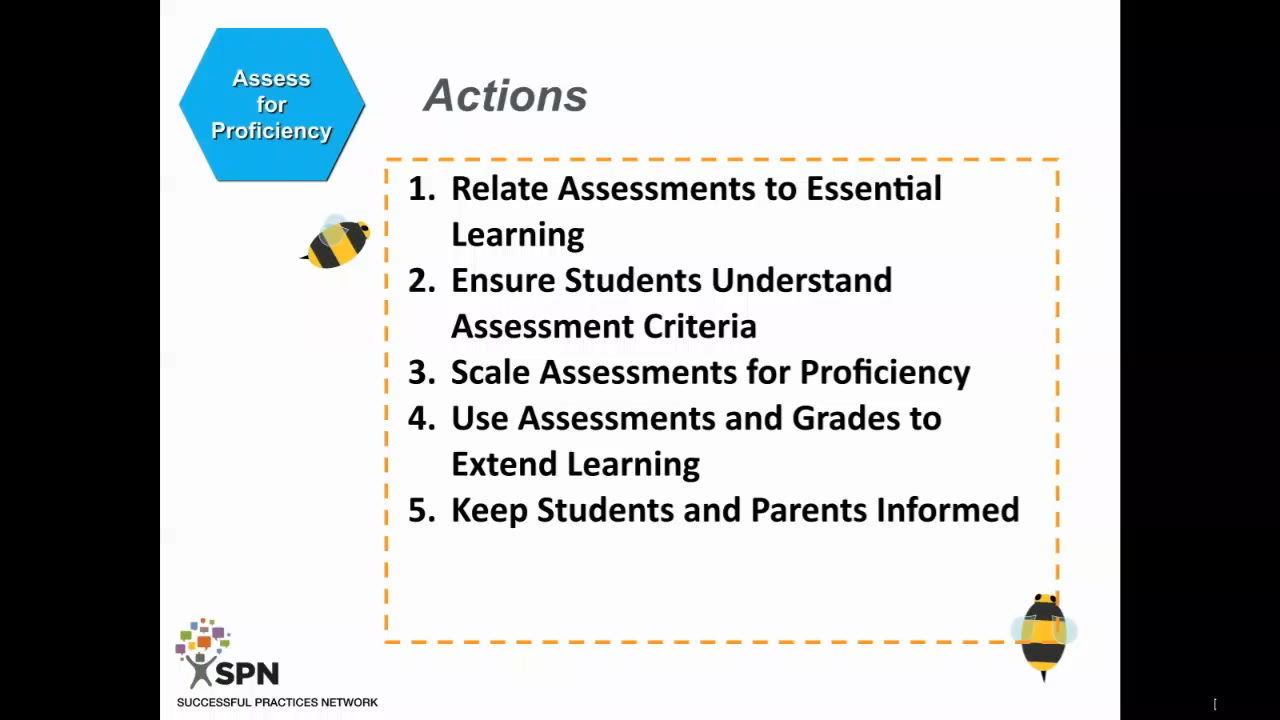 Assess
for
Proficiency
Actions
1. Relate Assessments to Essential
Learning
2. Ensure Students Understand
Assessment Criteria
3. Scale Assessments for Proficiency
4. Use Assessments and Grades to
Extend Learning
5. Keep Students and Parents Informed
SPN
SUCCESSFUL PRACTICES NETWORK